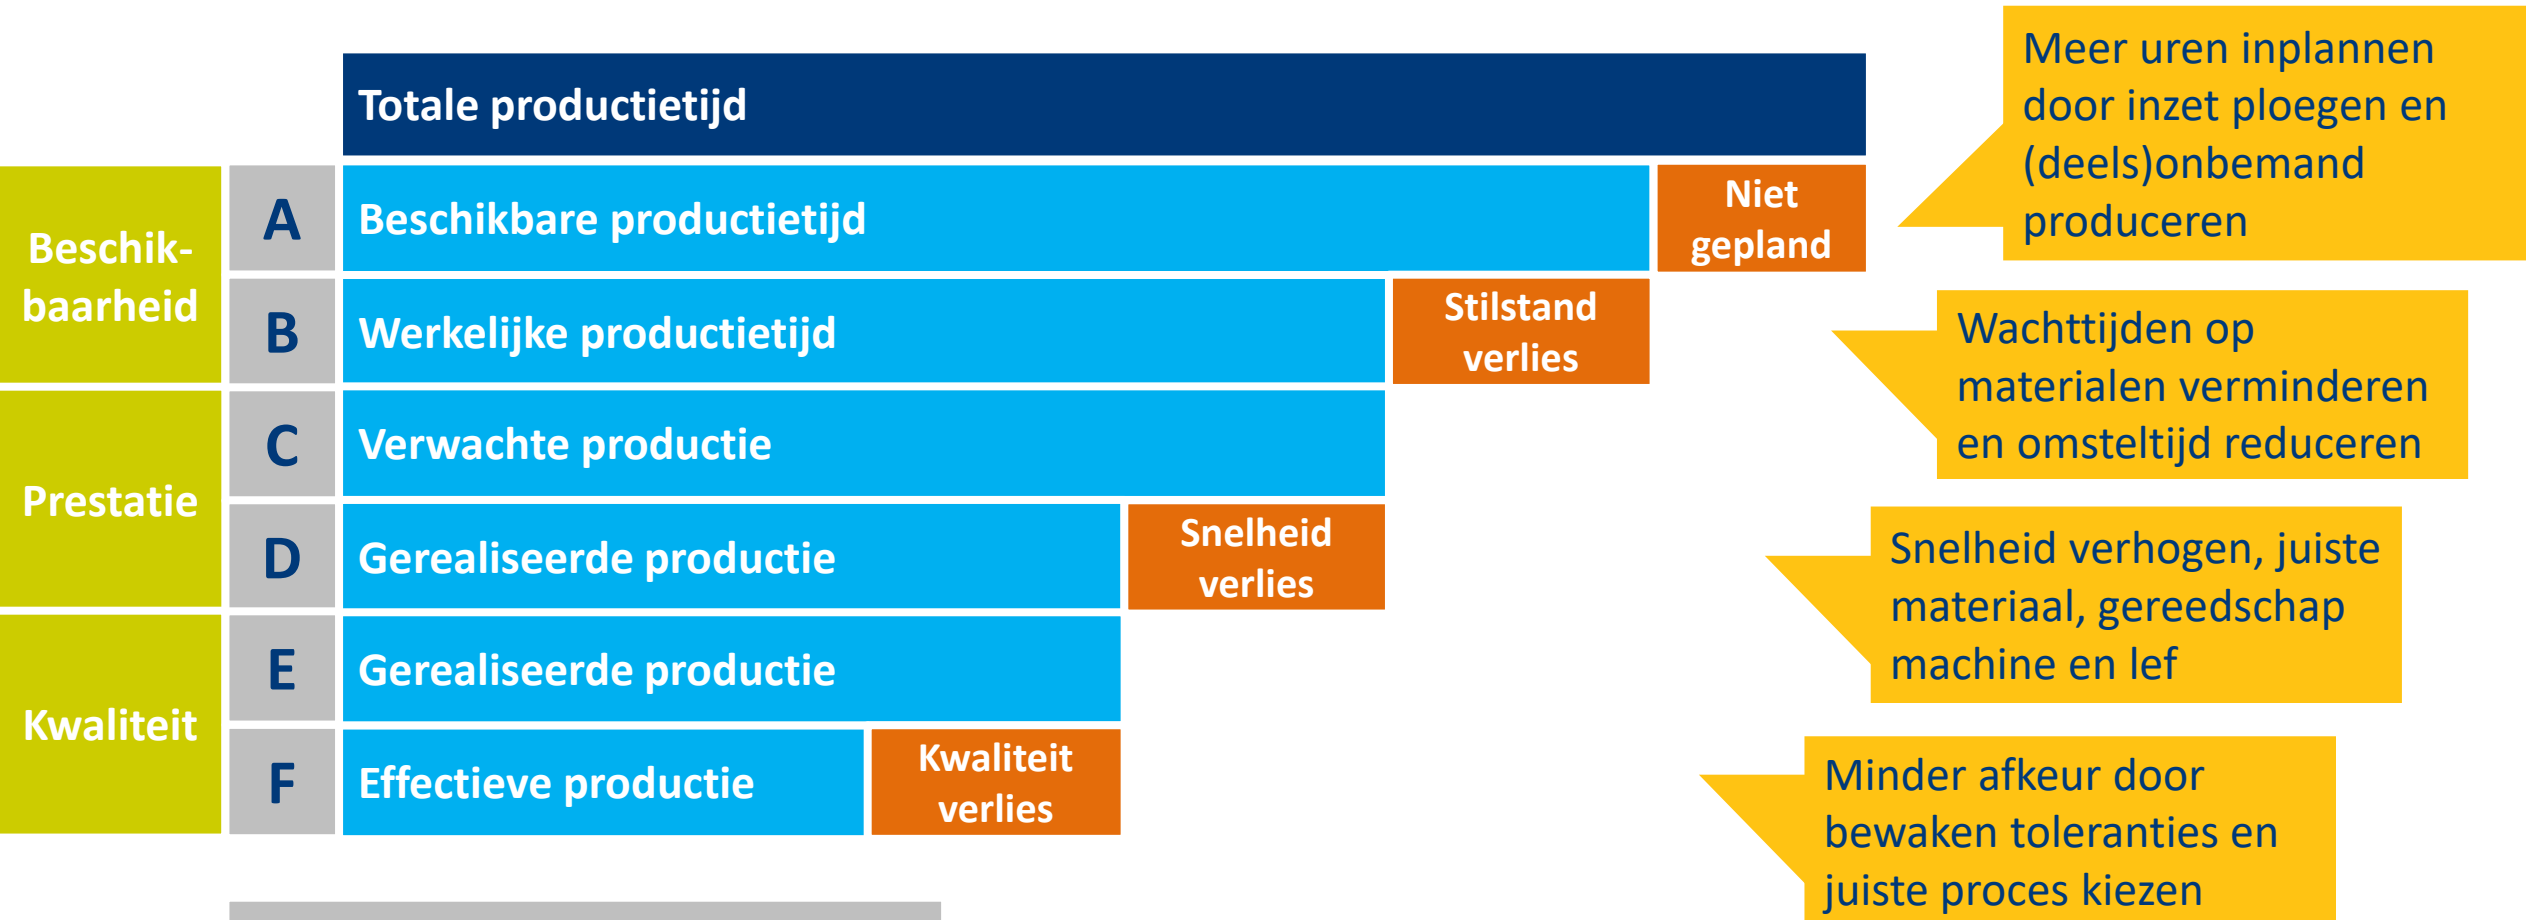 Totale productietijd
Beschik-
baarheid
A
Beschikbare productietijd
Niet
gepland
B
Werkelijke productietijd
Stilstand
verlies
Prestatie
C
Verwachte productie
D
Gerealiseerde productie
Snelheid
verlies
Kwaliteit
E
Gerealiseerde productie
F
Effectieve productie
Kwaliteit
verlies
Meer uren inplannen
door inzet ploegen en
(deels)onbemand
produceren
Wachttijden op
materialen verminderen
en omsteltijd reduceren
Snelheid verhogen, juiste
materiaal, gereedschap
machine en lef
Minder afkeur door
bewaken toleranties en
juiste proces kiezen